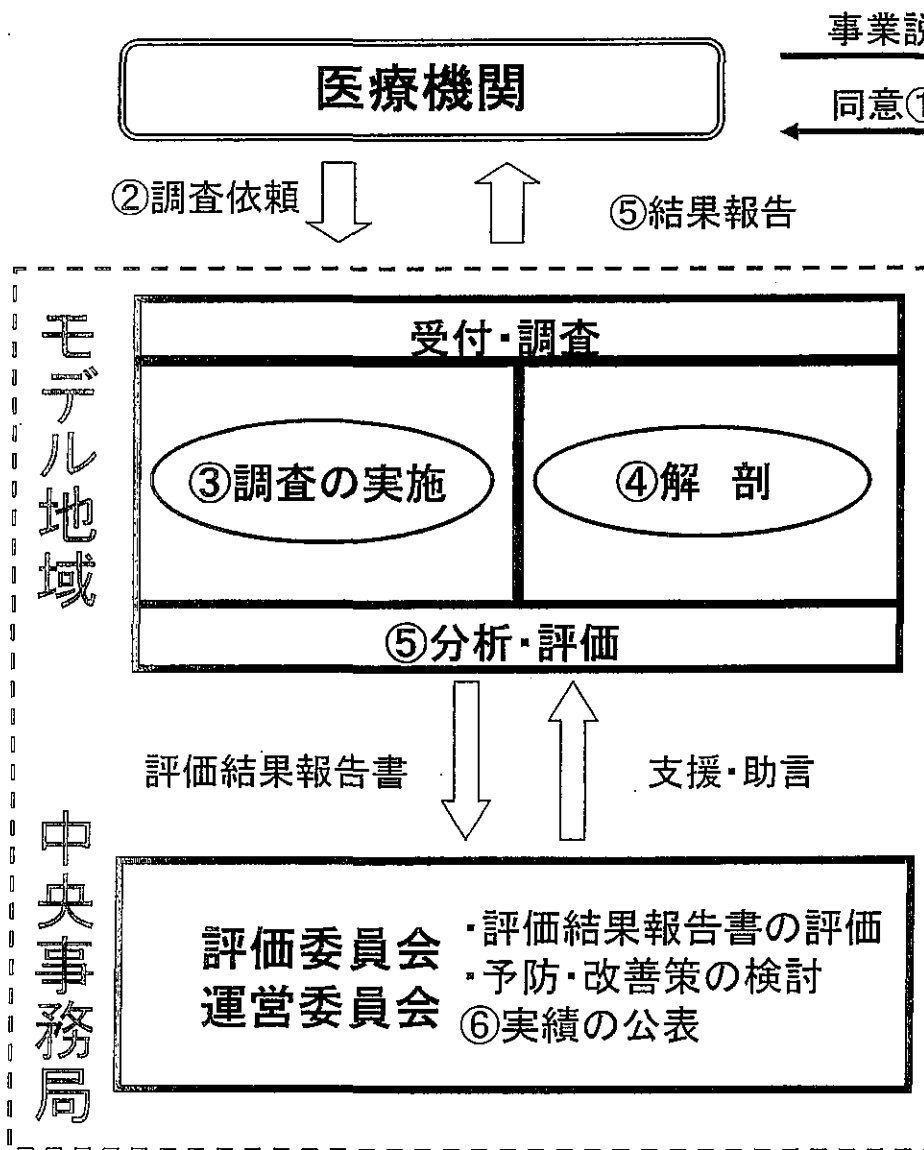 事業説
医療機関
同意①
②調査依頼
⑤結果報告
モデル地域
受付・調査
③調査の実施
④解 剖
⑤分析・評価
評価結果報告書
支援・助言
中央事務局
評価委員会
運営委員会
・評価結果報告書の評価
・予防・改善策の検討
⑥実績の公表